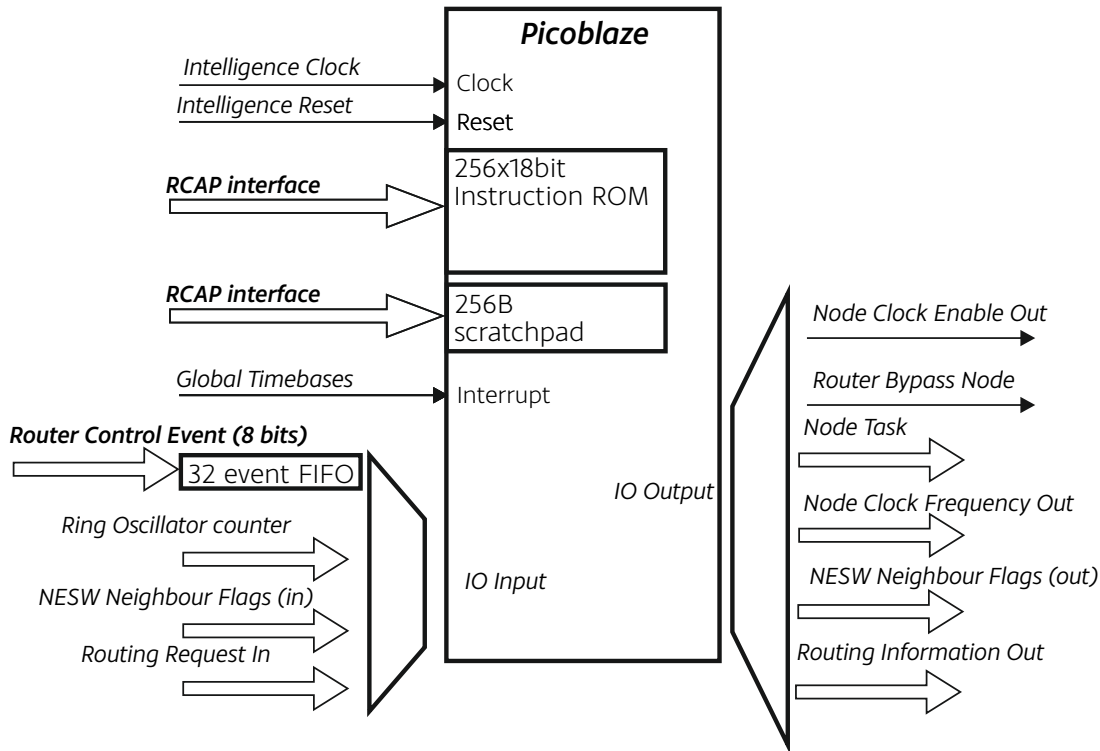 Picoblaze
Intelligence Clock
Clock
Intelligence Reset
Reset
RCAP interface
256x18bit
Instruction ROM
RCAP interface
256B
scratchpad
Global Timebases
Interrupt
Router Control Event (8 bits)
32 event FIFO
Ring Oscillator counter
NESW Neighbour Flags (in)
Routing Request In
IO Input
IO Output
Node Clock Enable Out
Router Bypass Node
Node Task
Node Clock Frequency Out
NESW Neighbour Flags (out)
Routing Information Out